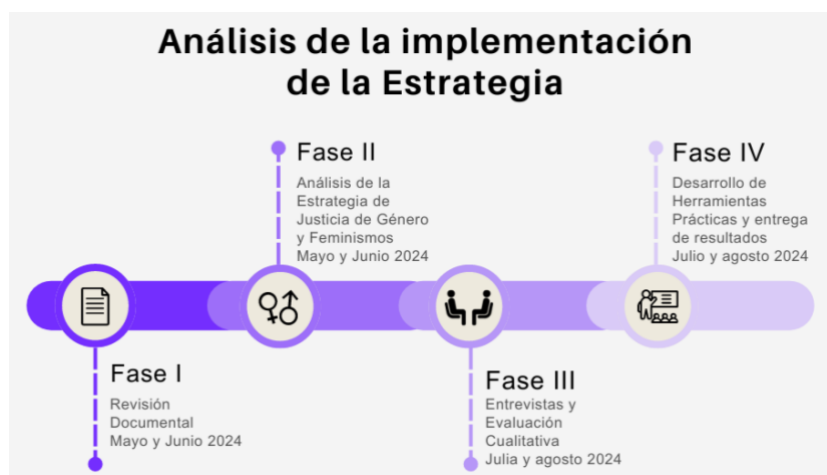 Análisis de la implementación
de la Estrategia
Fase I
Revisión
Documental
Mayo y Junio 2024
Fase II
Análisis de la
Estrategia de
Justicia de Género
y Feminismos
Mayo y Junio 2024
Fase III
Entrevistas y
Evaluación
Cualitativa
Julia y agosto 2024
Fase IV
Desarrollo de
Herramientas
Prácticas y entrega
de resultados
Julio y agosto 2024